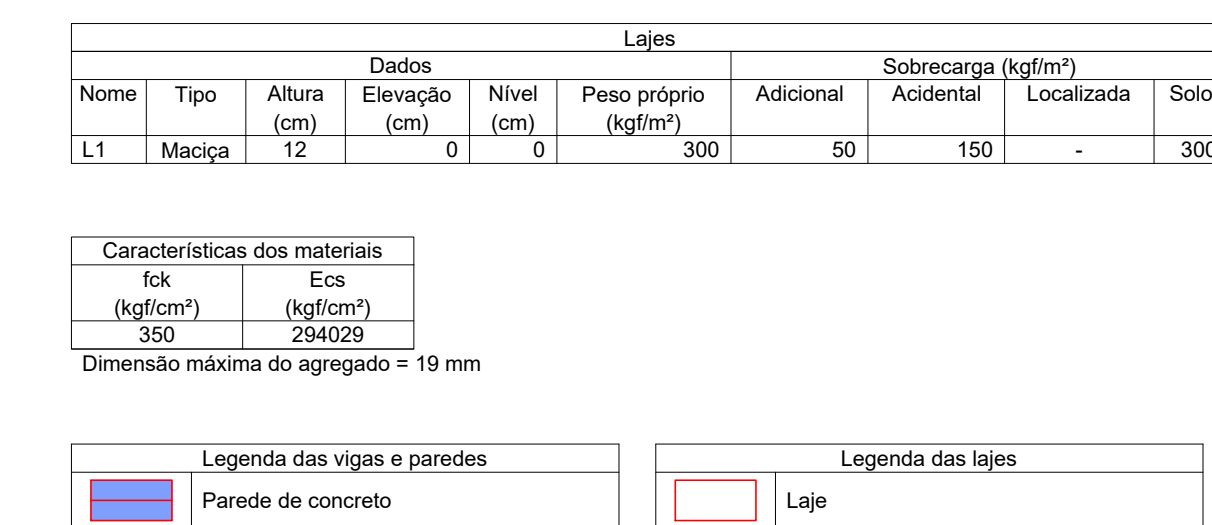 Lajes
Dados Sobrecarga (kgf/m²)
Nome Tipo Altura (cm) Elevação (cm) Nível (cm) Peso próprio (kgf/m²) Adicional Acidental Localizada Solo
L1 Maciça 12 0 0 300 50 150 - 300
Características dos materiais
fck (kgf/cm²) Ecs (kgf/cm²)
350 294029
Dimensão máxima do agregado = 19 mm
Legenda das vigas e paredes
Parede de concreto
Legenda das lajes
Laje